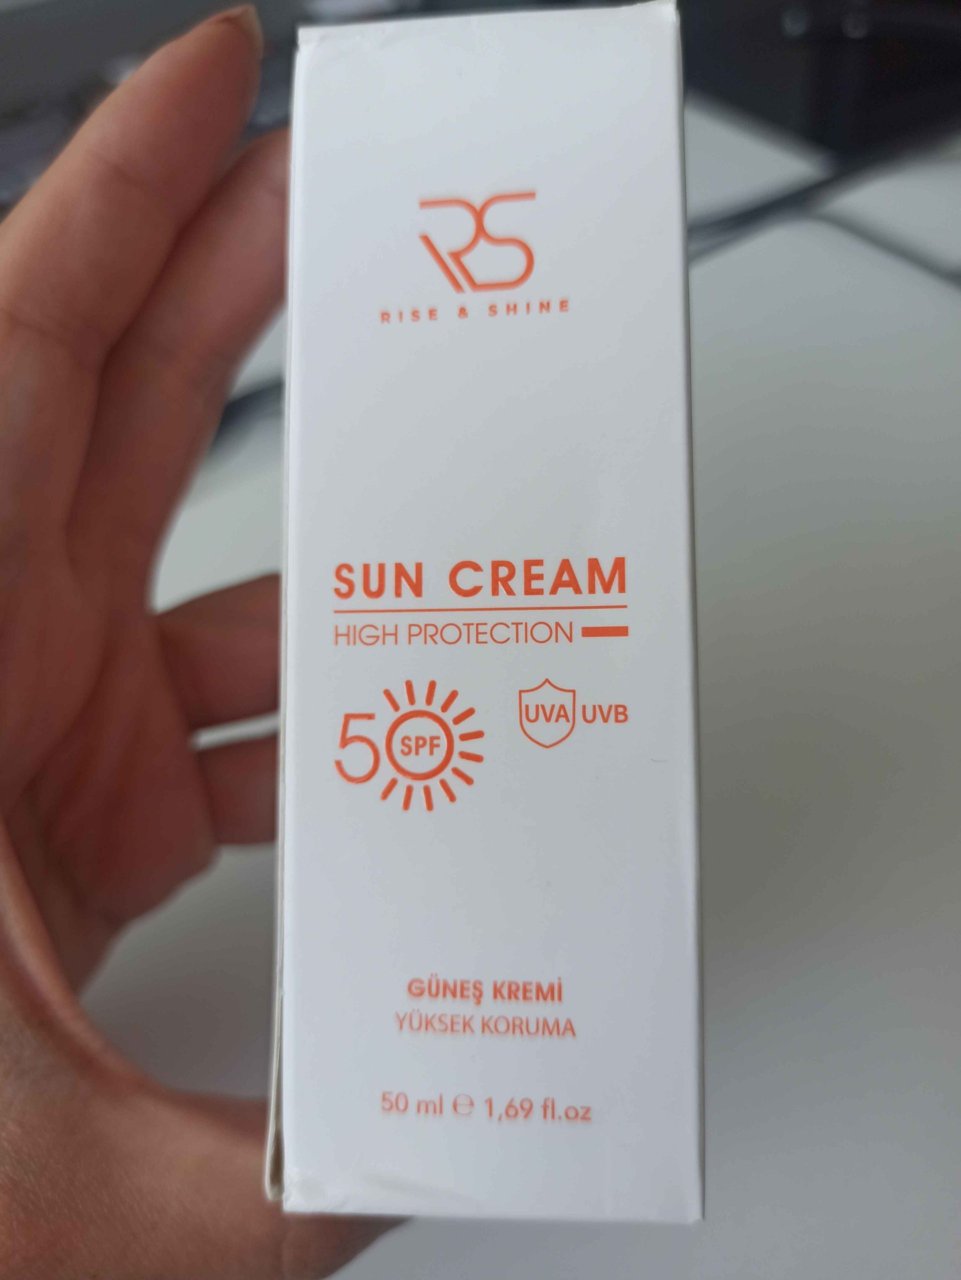 RS
RISE & SHINE
SUN CREAM
HIGH PROTECTION
50 SPF UVA UVB
GÜNEŞ KREMİ
YÜKSEK KORUMA
50 ml ℮ 1,69 fl.oz